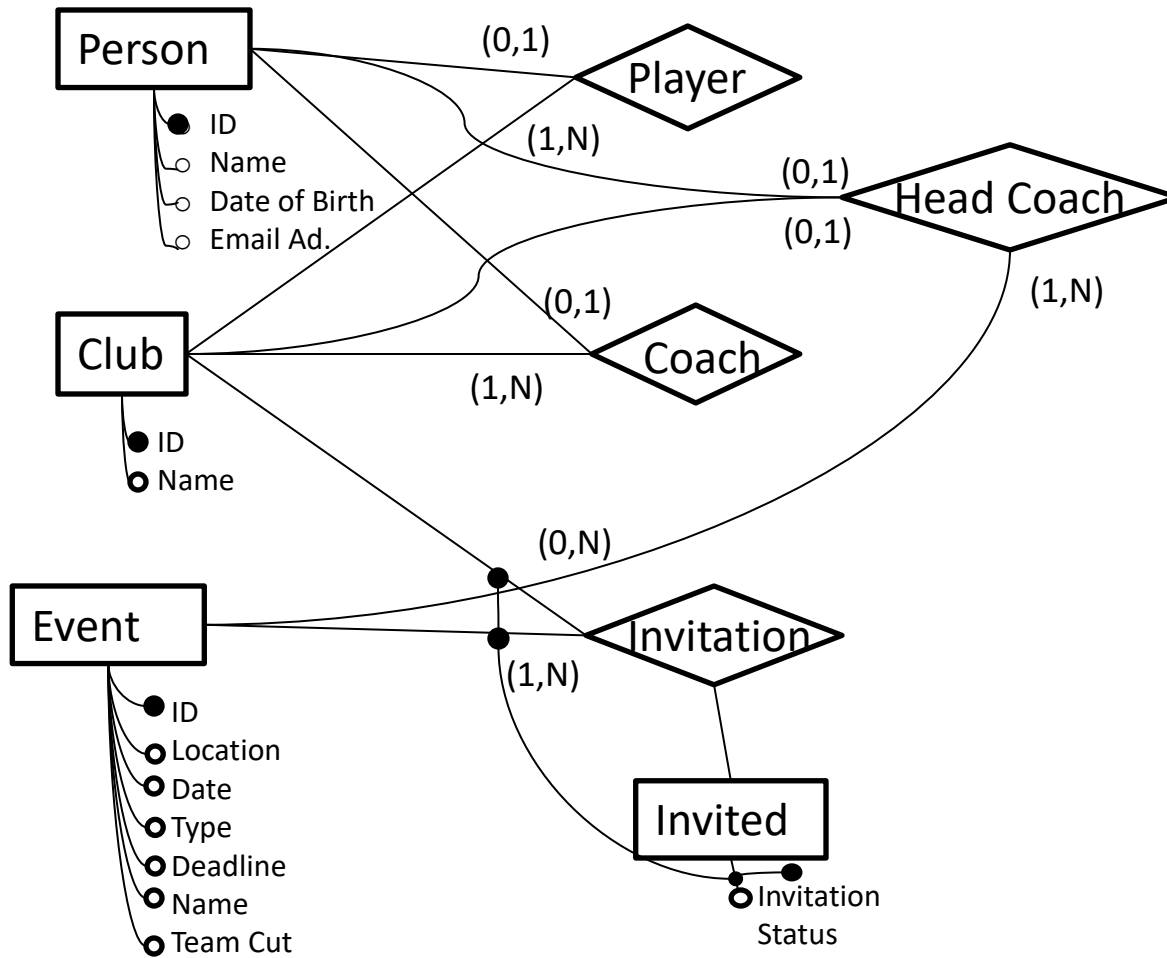 Person
(0,1)
Player
ID
Name
Date of Birth
Email Ad.
(1,N)
(0,1)
Head Coach
(0,1)
(1,N)
Club
(0,1)
Coach
(1,N)
ID
Name
(0,N)
Event
Invitation
(1,N)
ID
Location
Date
Type
Deadline
Name
Team Cut
Invited
Invitation
Status